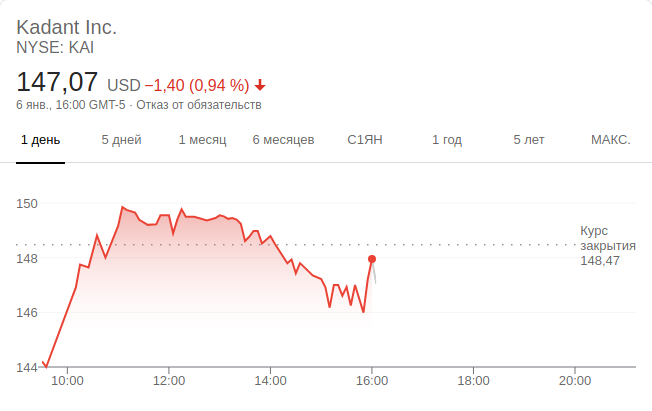 Kadant Inc.
NYSE: KAI
147,07 USD −1,40 (0,94 %)
6 янв., 16:00 GMT-5 · Отказ от обязательств
1 день 5 дней 1 месяц 6 месяцев С1ЯН 1 год 5 лет МАКС.
150
148
146
144
Курс
закрытия
148,47
10:00 12:00 14:00 16:00 18:00 20:00